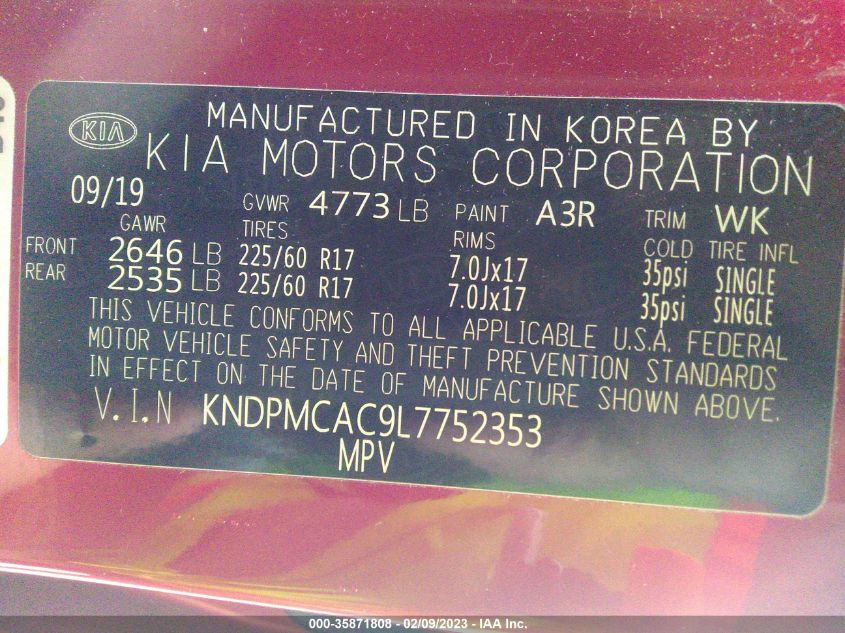 MANUFACTURED IN KOREA BY
KIA KIA MOTORS CORPORATION
09/19 GVWR 4773 LB PAINT A3R TRIM WK
GAWR TIRES RIMS COLD TIRE INFL
FRONT 2646 LB 225/60 R17 7.0Jx17 35psi SINGLE
REAR 2535 LB 225/60 R17 7.0Jx17 35psi SINGLE
THIS VEHICLE CONFORMS TO ALL APPLICABLE U.S.A. FEDERAL
MOTOR VEHICLE SAFETY AND THEFT PREVENTION STANDARDS
IN EFFECT ON THE DATE OF MANUFACTURE SHOWN ABOVE.
V.I.N KNDPMCAC9L7752353
MPV
000-35871808 - 02/09/2023 - IAA Inc.